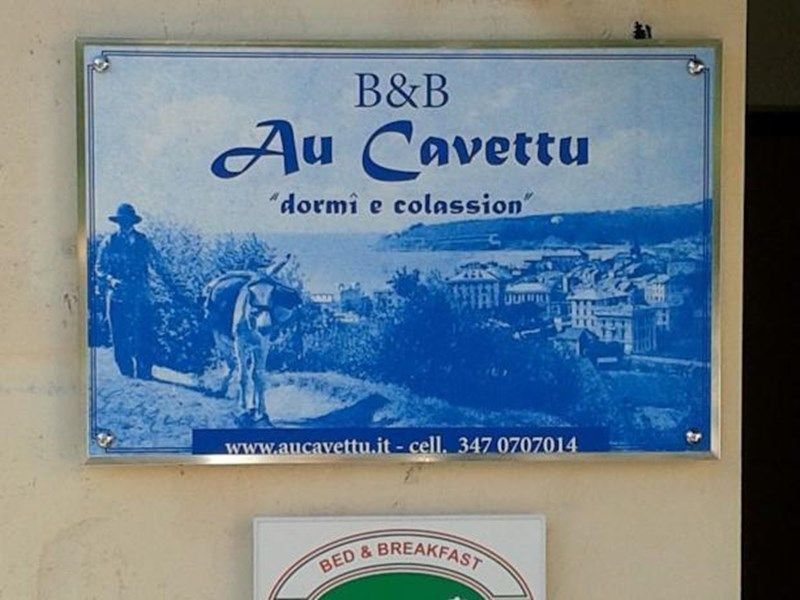 B&B
Au Cavettu
"dormî e colassion"
www.aucavettu.it - cell. 347 0707014
BED & BREAKFAST